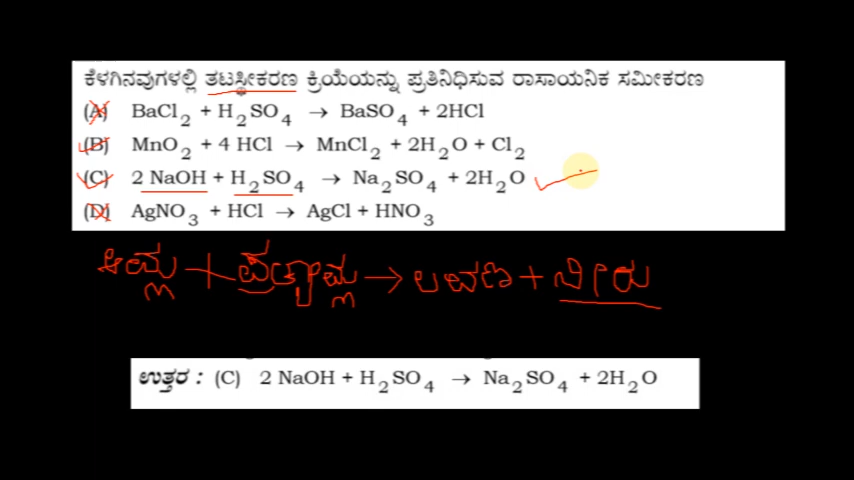 ಕೆಳಗಿನವುಗಳಲ್ಲಿ ತಟಸ್ಥೀಕರಣ ಕ್ರಿಯೆಯನ್ನು ಪ್ರತಿನಿಧಿಸುವ ರಾಸಾಯನಿಕ ಸಮೀಕರಣ
(A) BaCl₂ + H₂SO₄ → BaSO₄ + 2HCl
(B) MnO₂ + 4 HCl → MnCl₂ + 2H₂O + Cl₂
(C) 2 NaOH + H₂SO₄ → Na₂SO₄ + 2H₂O
(D) AgNO₃ + HCl → AgCl + HNO₃
ಆಮ್ಲ + ಪ್ರತ್ಯಾಮ್ಲ → ಲವಣ + ನೀರು
ಉತ್ತರ : (C) 2 NaOH + H₂SO₄ → Na₂SO₄ + 2H₂O